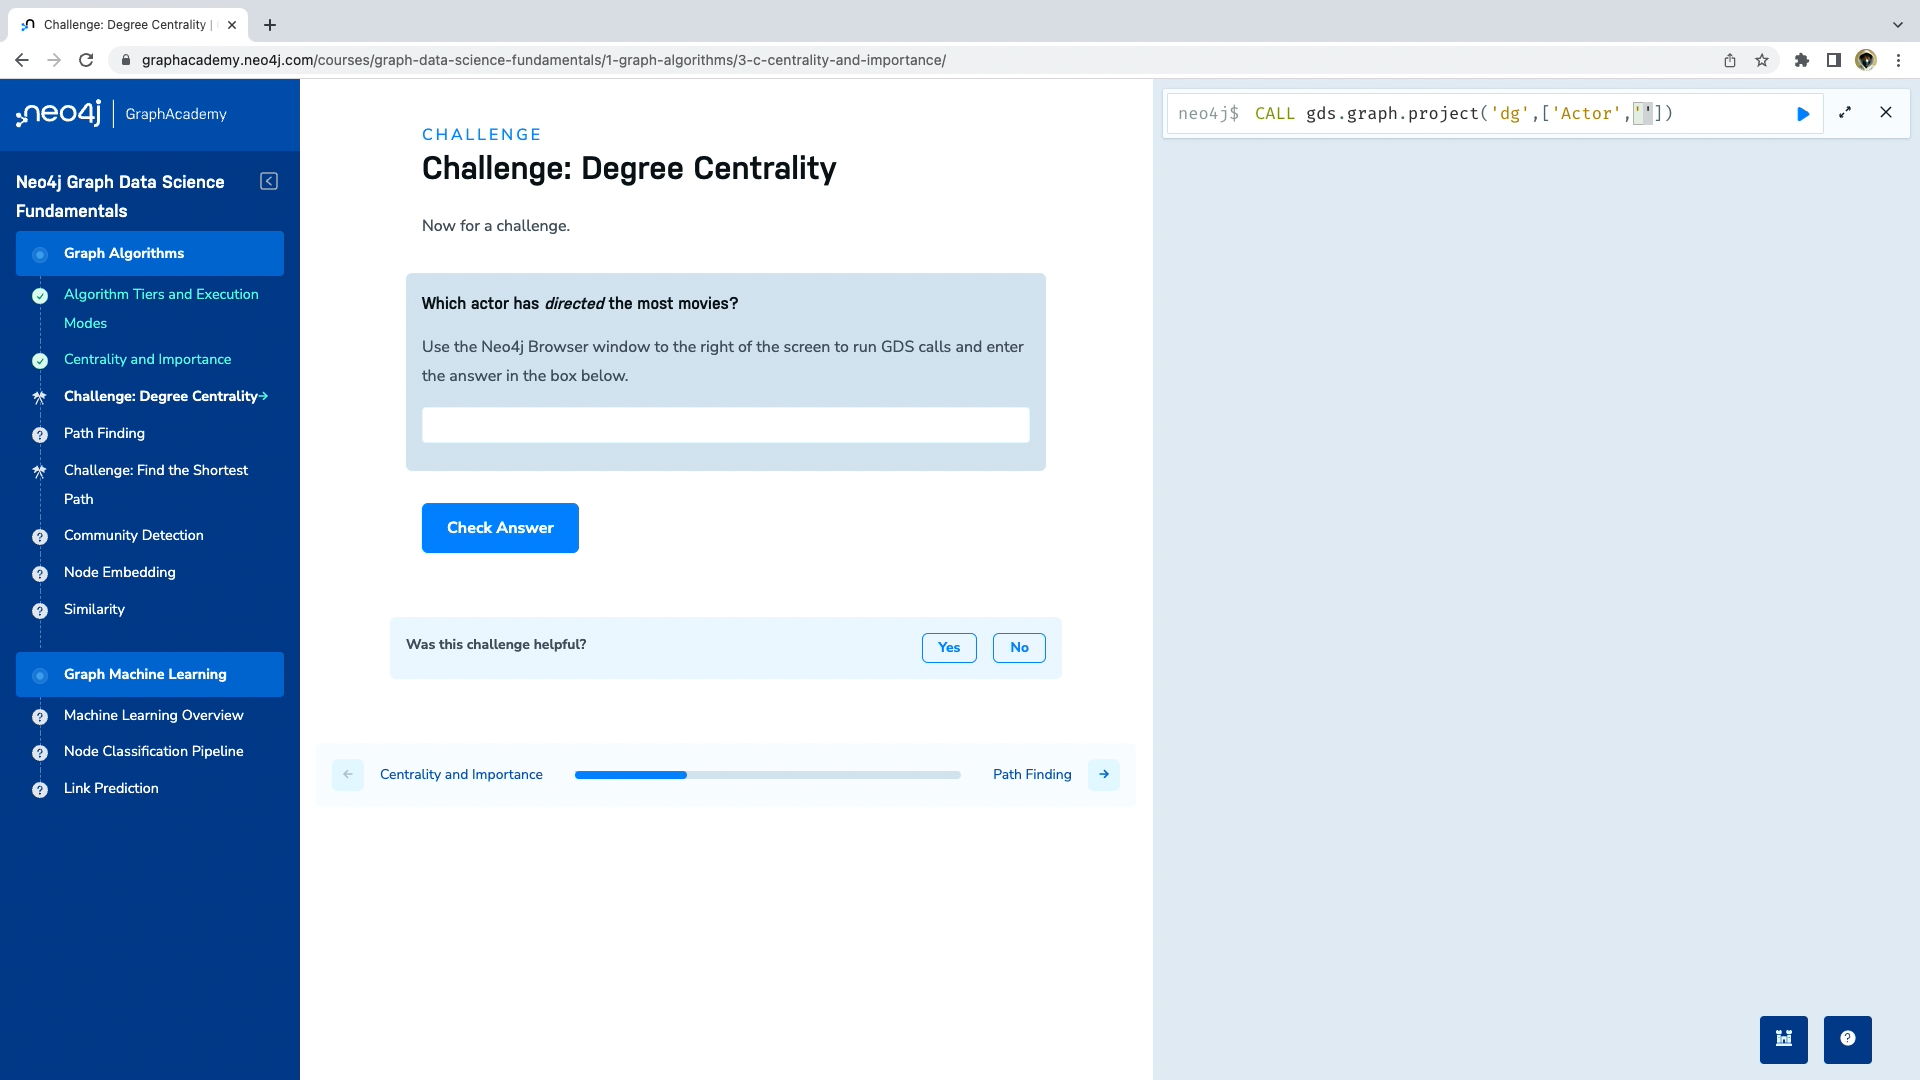 Challenge: Degree Centrality |
graphacademy.neo4j.com/courses/graph-data-science-fundamentals/1-graph-algorithms/3-c-centrality-and-importance/
neo4j GraphAcademy
Neo4j Graph Data Science
Fundamentals
Graph Algorithms
Algorithm Tiers and Execution
Modes
Centrality and Importance
Challenge: Degree Centrality
Path Finding
Challenge: Find the Shortest
Path
Community Detection
Node Embedding
Similarity
Graph Machine Learning
Machine Learning Overview
Node Classification Pipeline
Link Prediction
CHALLENGE
Challenge: Degree Centrality
Now for a challenge.
Which actor has directed the most movies?
Use the Neo4j Browser window to the right of the screen to run GDS calls and enter
the answer in the box below.
Check Answer
Was this challenge helpful?
Yes
No
Centrality and Importance
Path Finding
neo4j$ CALL gds.graph.project('dg',['Actor',''])